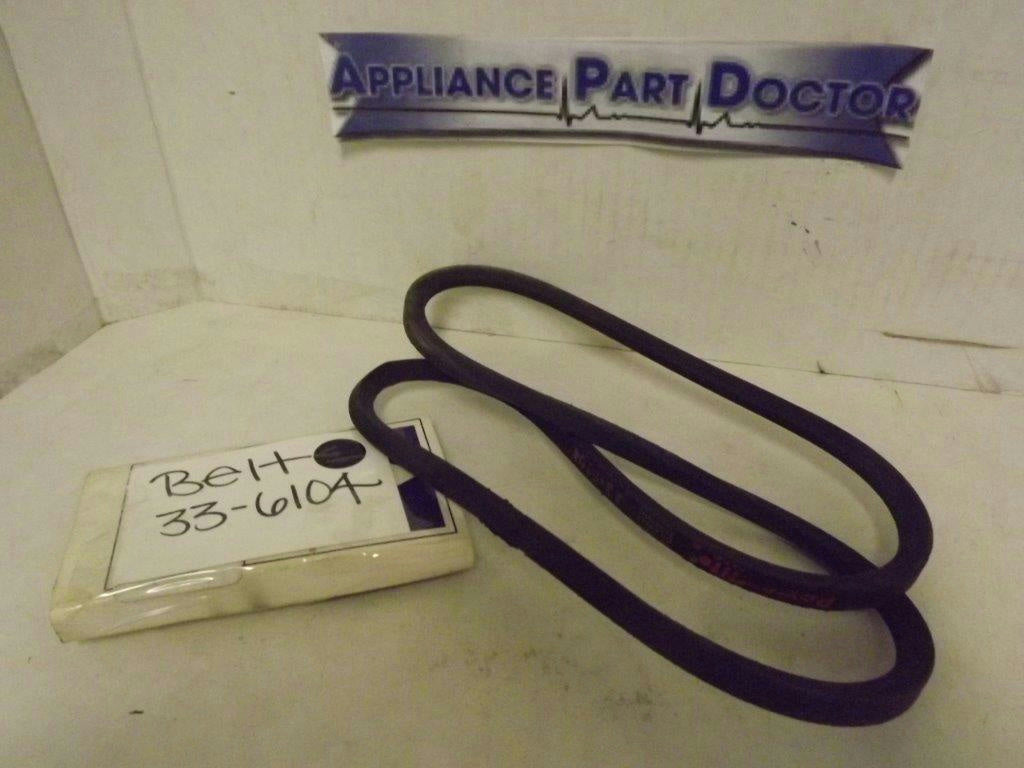 APPLIANCE PART DOCTOR
Belt
33-6104